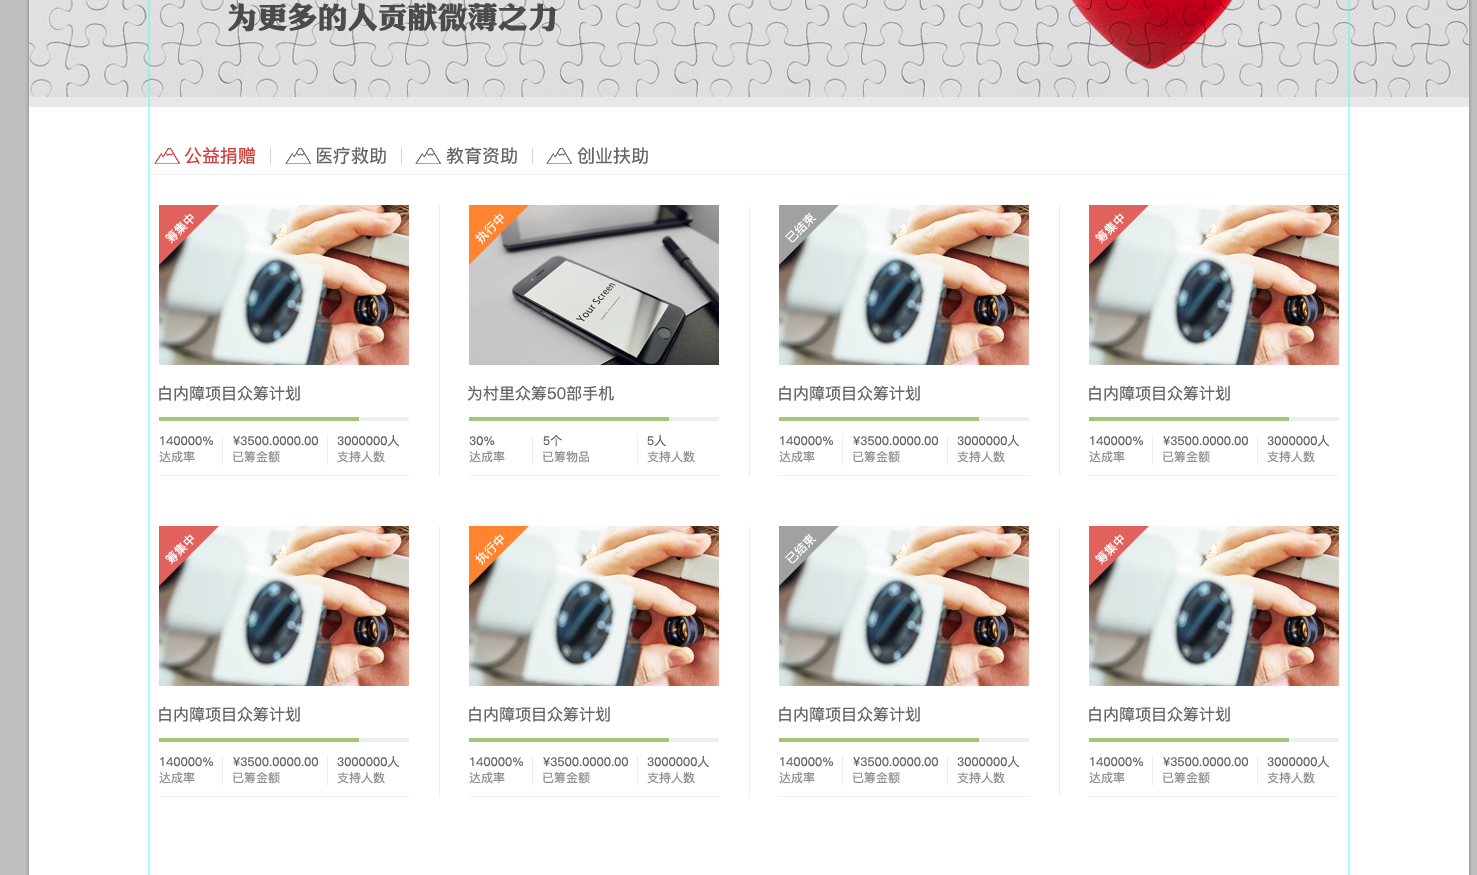 为更多的人贡献微薄之力
公益捐赠 医疗救助 教育资助 创业扶助
筹集中 执行中 已结束 筹集中
Your Screen
白内障项目众筹计划 为村里众筹50部手机 白内障项目众筹计划 白内障项目众筹计划
140000% ¥3500.0000.00 3000000人 30% 5个 5人 140000% ¥3500.0000.00 3000000人 140000% ¥3500.0000.00 3000000人
达成率 已筹金额 支持人数 达成率 已筹物品 支持人数 达成率 已筹金额 支持人数 达成率 已筹金额 支持人数
筹集中 执行中 已结束 筹集中
白内障项目众筹计划 白内障项目众筹计划 白内障项目众筹计划 白内障项目众筹计划
140000% ¥3500.0000.00 3000000人 140000% ¥3500.0000.00 3000000人 140000% ¥3500.0000.00 3000000人 140000% ¥3500.0000.00 3000000人
达成率 已筹金额 支持人数 达成率 已筹金额 支持人数 达成率 已筹金额 支持人数 达成率 已筹金额 支持人数